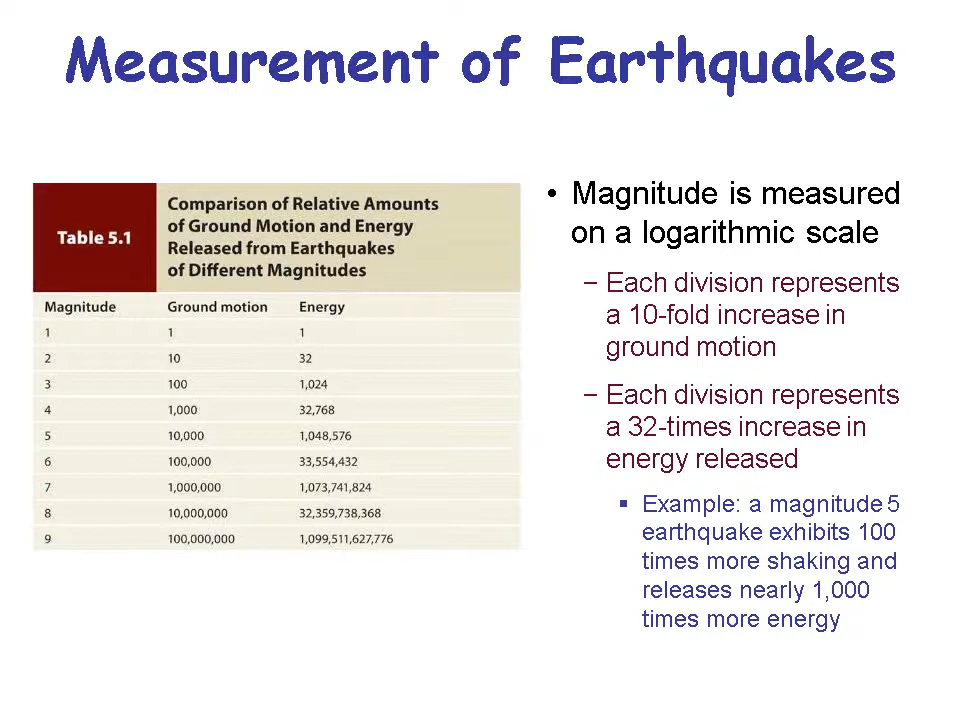 Measurement of Earthquakes
Table 5.1
Comparison of Relative Amounts
of Ground Motion and Energy
Released from Earthquakes
of Different Magnitudes
Magnitude Ground motion Energy
1 1 1
2 10 32
3 100 1,024
4 1,000 32,768
5 10,000 1,048,576
6 100,000 33,554,432
7 1,000,000 1,073,741,824
8 10,000,000 32,359,738,368
9 100,000,000 1,099,511,627,776
• Magnitude is measured
on a logarithmic scale
– Each division represents
a 10-fold increase in
ground motion
– Each division represents
a 32-times increase in
energy released
▪ Example: a magnitude 5
earthquake exhibits 100
times more shaking and
releases nearly 1,000
times more energy